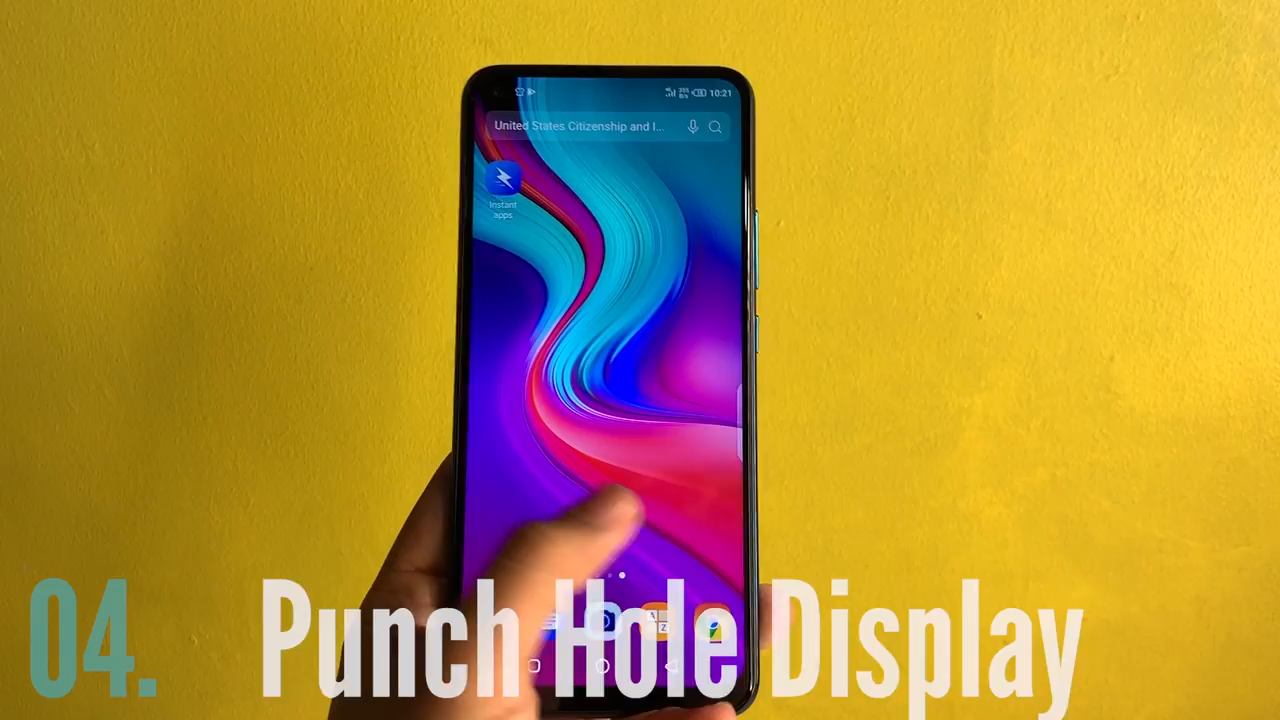 10:21
United States Citizenship and I...
Instant
apps
A
Z
04. Punch Hole Display